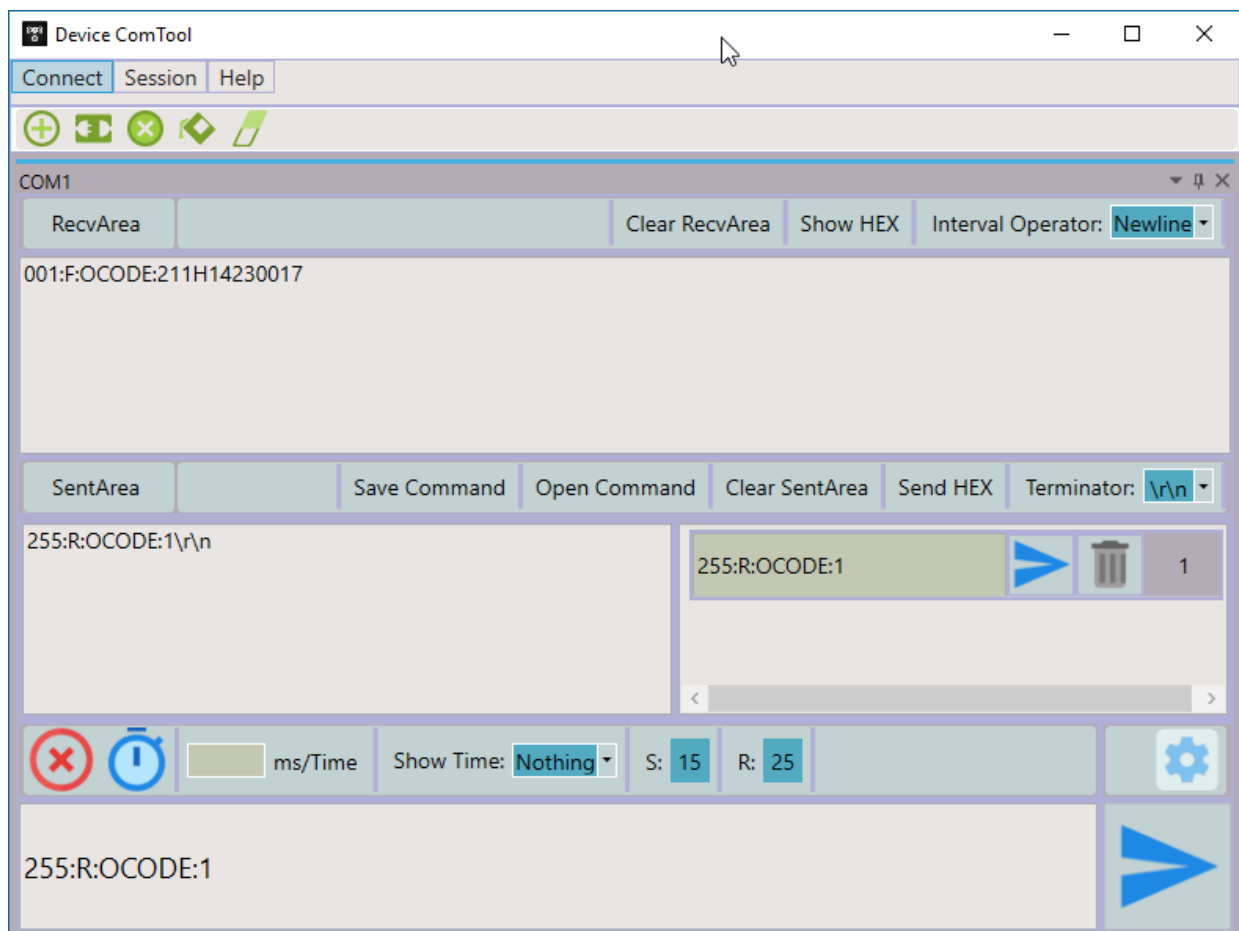 Device ComTool
Connect Session Help
COM1
RecvArea Clear RecvArea Show HEX Interval Operator: Newline
001:F:OCODE:211H14230017
SentArea Save Command Open Command Clear SentArea Send HEX Terminator: \r\n
255:R:OCODE:1\r\n
255:R:OCODE:1 1
ms/Time Show Time: Nothing S: 15 R: 25
255:R:OCODE:1